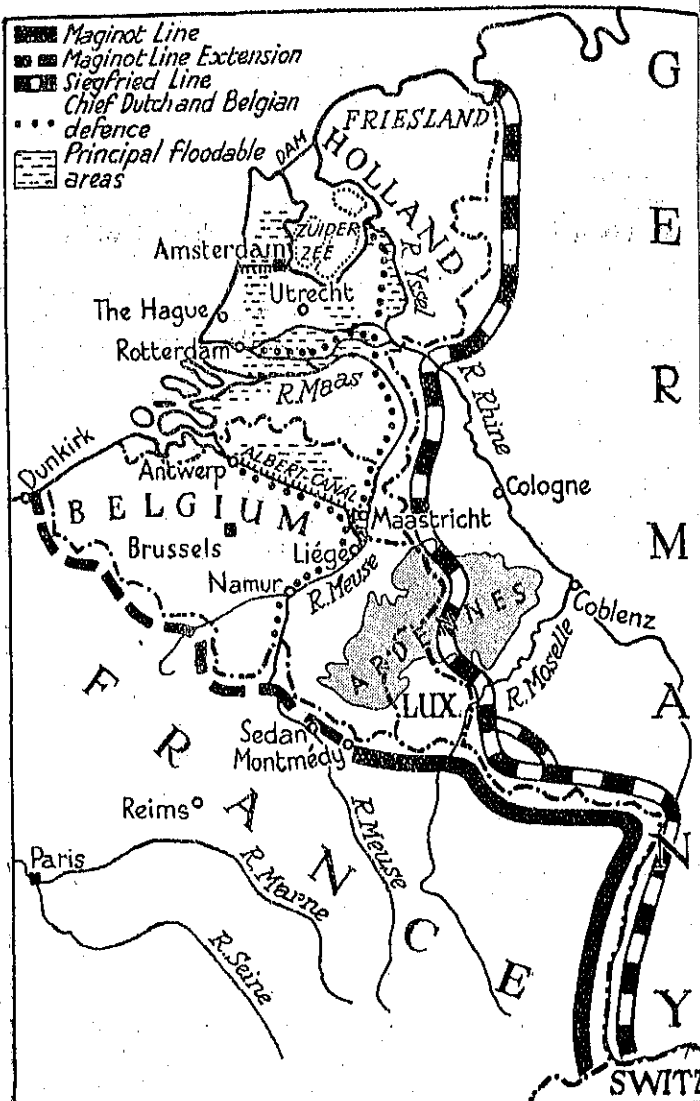 Maginot Line
Maginot Line Extension
Siegfried Line
Chief Dutch and Belgian
defence
Principal floodable
areas
GERMANY
FRIESLAND
DAM
HOLLAND
ZUIDER
ZEE
Amsterdam
R Yssel
Utrecht
The Hague
Rotterdam
R. Maas
R Rhine
Dunkirk
Antwerp
ALBERT CANAL
Cologne
BELGIUM
Maastricht
Brussels
Liége
R. Meuse
Namur
Coblenz
ARDENNES
R. Moselle
LUX.
FRANCE
Sedan
Montmédy
Reims
R. Meuse
Paris
R. Marne
R. Seine
SWITZ